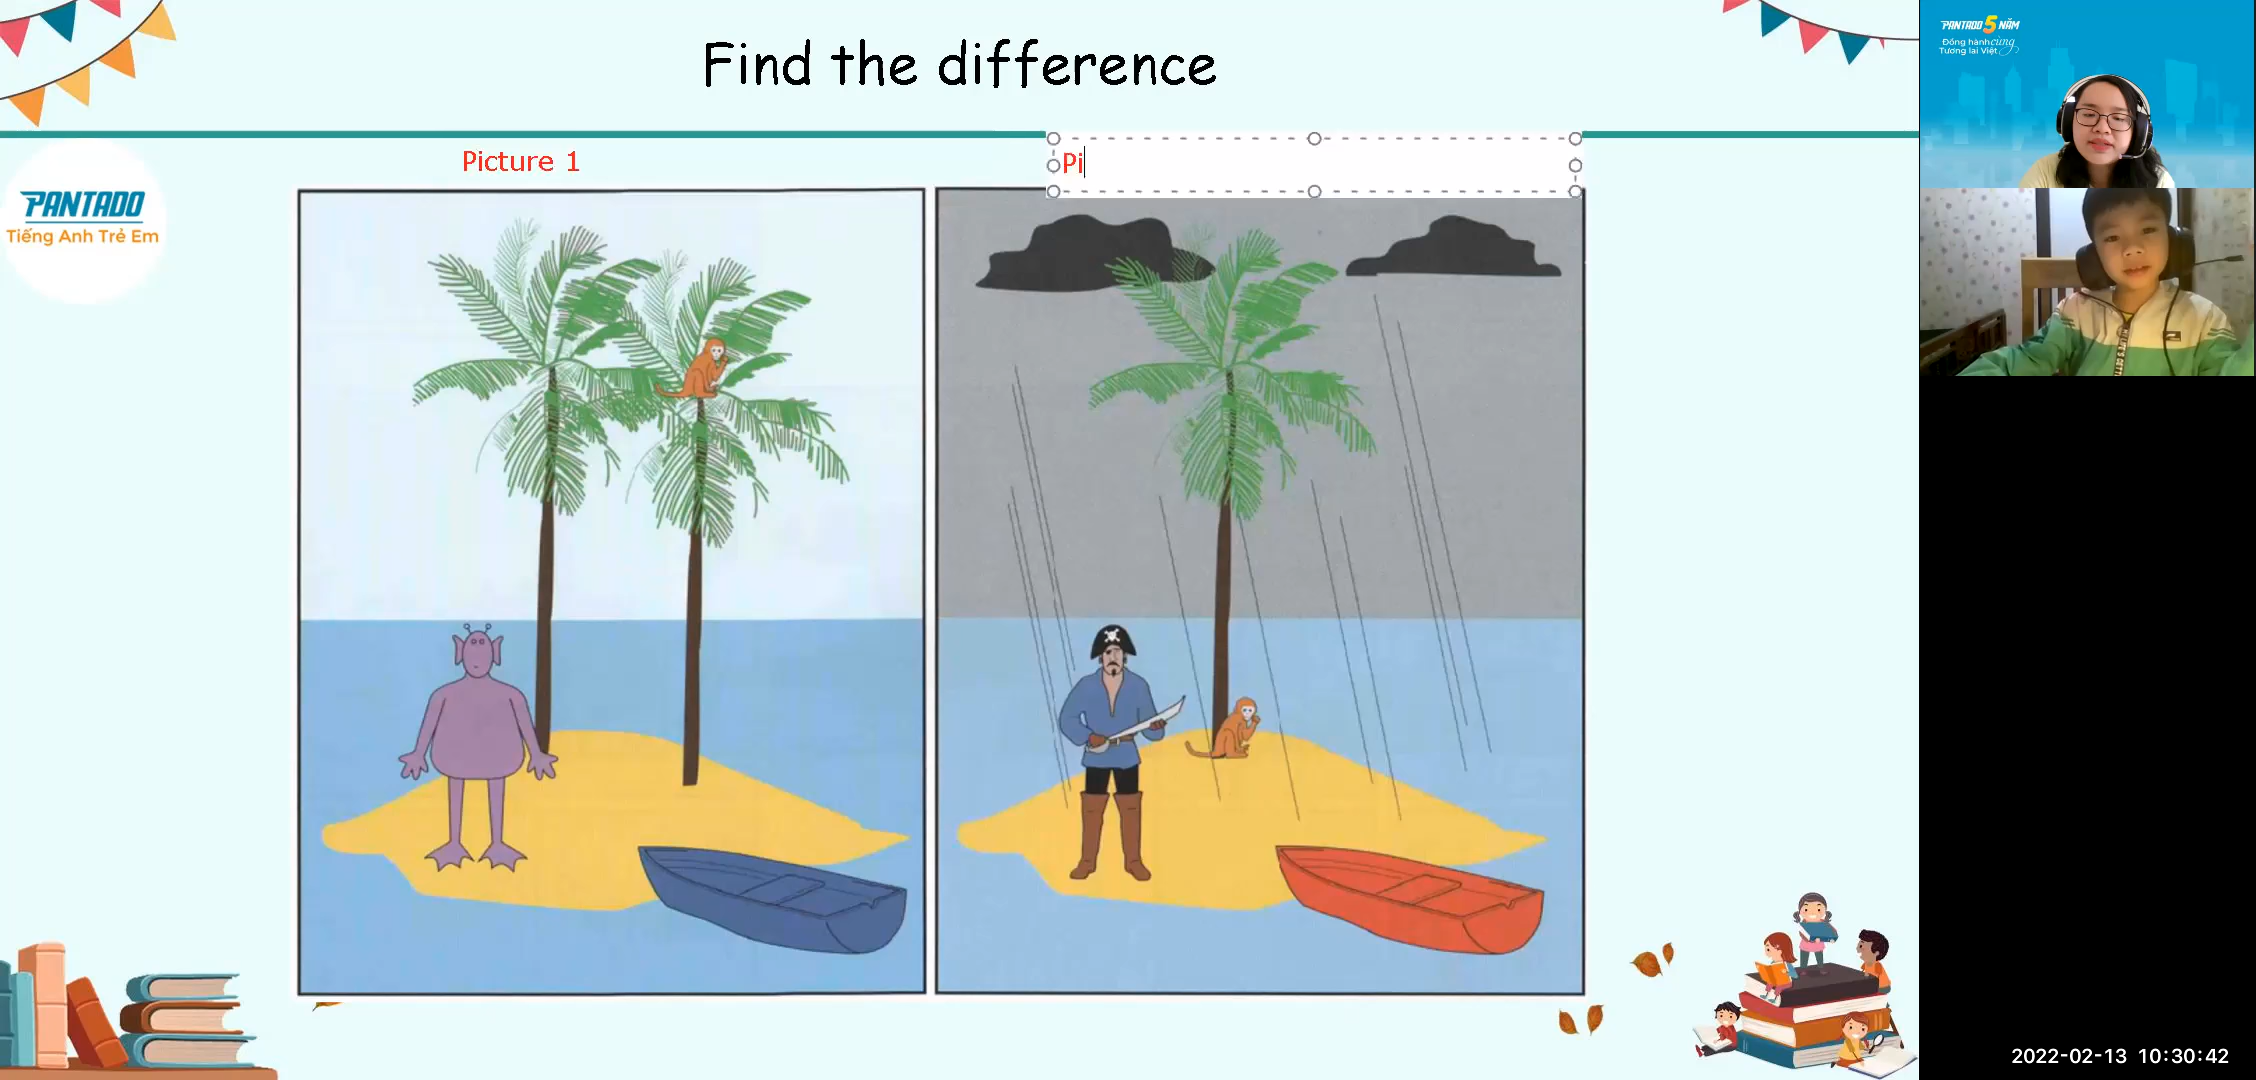 Find the difference
Picture 1
Pi
PANTADO
Tiếng Anh Trẻ Em
PANTADO 5 NĂM
Đồng hành cùng
Tương lai Việt
2022-02-13 10:30:42